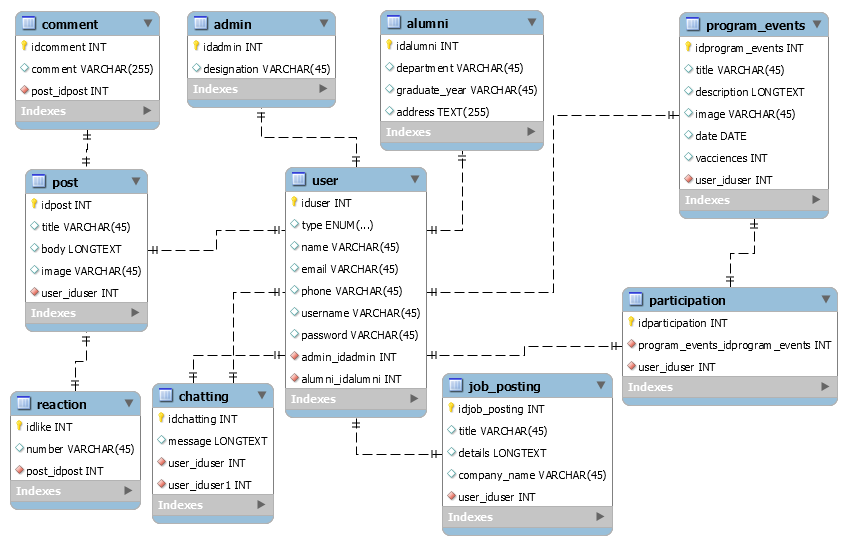 comment
idcomment INT
comment VARCHAR(255)
post_idpost INT
Indexes
admin
idadmin INT
designation VARCHAR(45)
Indexes
alumni
idalumni INT
department VARCHAR(45)
graduate_year VARCHAR(45)
address TEXT(255)
Indexes
program_events
idprogram_events INT
title VARCHAR(45)
description LONGTEXT
image VARCHAR(45)
date DATE
vacciences INT
user_iduser INT
Indexes
post
idpost INT
title VARCHAR(45)
body LONGTEXT
image VARCHAR(45)
user_iduser INT
Indexes
user
iduser INT
type ENUM(...)
name VARCHAR(45)
email VARCHAR(45)
phone VARCHAR(45)
username VARCHAR(45)
password VARCHAR(45)
admin_idadmin INT
alumni_idalumni INT
Indexes
participation
idparticipation INT
program_events_idprogram_events INT
user_iduser INT
Indexes
reaction
idlike INT
number VARCHAR(45)
post_idpost INT
Indexes
chatting
idchatting INT
message LONGTEXT
user_iduser INT
user_iduser1 INT
Indexes
job_posting
idjob_posting INT
title VARCHAR(45)
details LONGTEXT
company_name VARCHAR(45)
user_iduser INT
Indexes